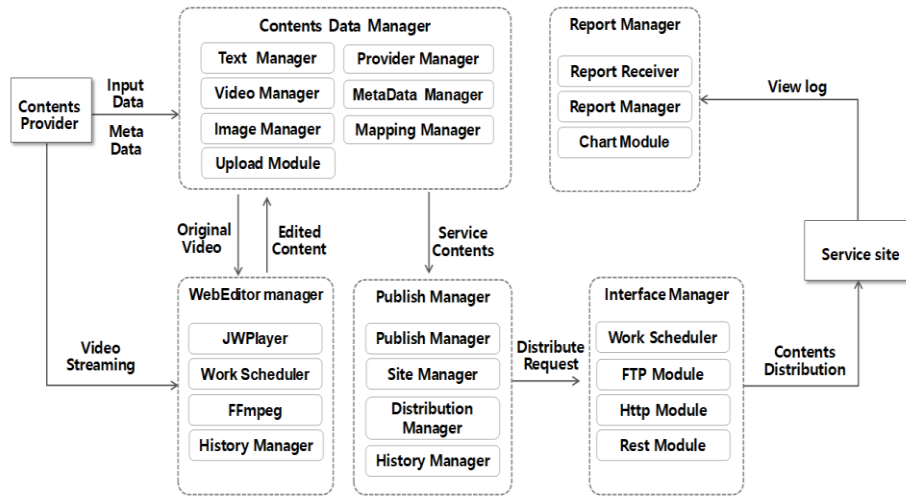 Contents Data Manager
Text Manager
Provider Manager
Video Manager
MetaData Manager
Image Manager
Mapping Manager
Upload Module
Report Manager
Report Receiver
Report Manager
Chart Module
Contents
Provider
Input
Data
Meta
Data
View log
Original
Video
Edited
Content
Service
Contents
Service site
WebEditor manager
JWPlayer
Work Scheduler
FFmpeg
History Manager
Video
Streaming
Publish Manager
Publish Manager
Site Manager
Distribution
Manager
History Manager
Distribute
Request
Interface Manager
Work Scheduler
FTP Module
Http Module
Rest Module
Contents
Distribution